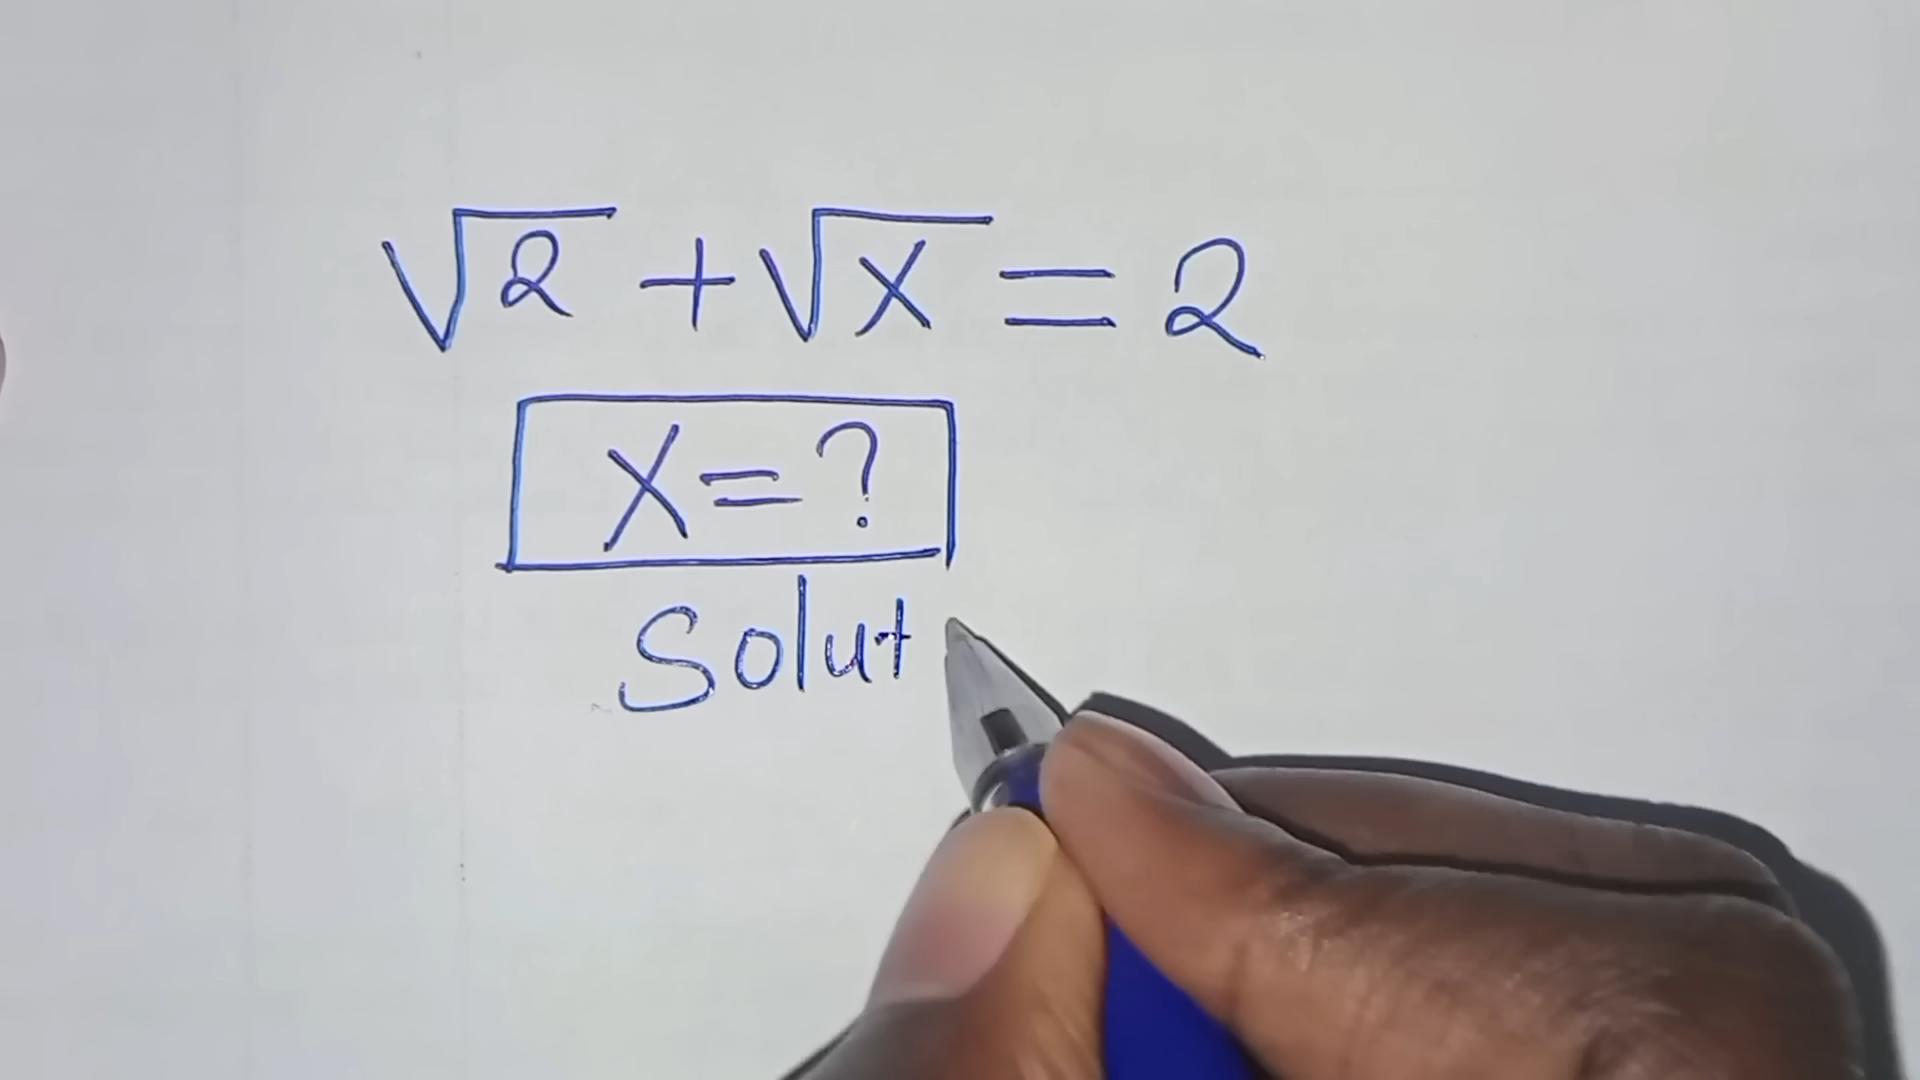 √2 + √x = 2
x = ?
Solut